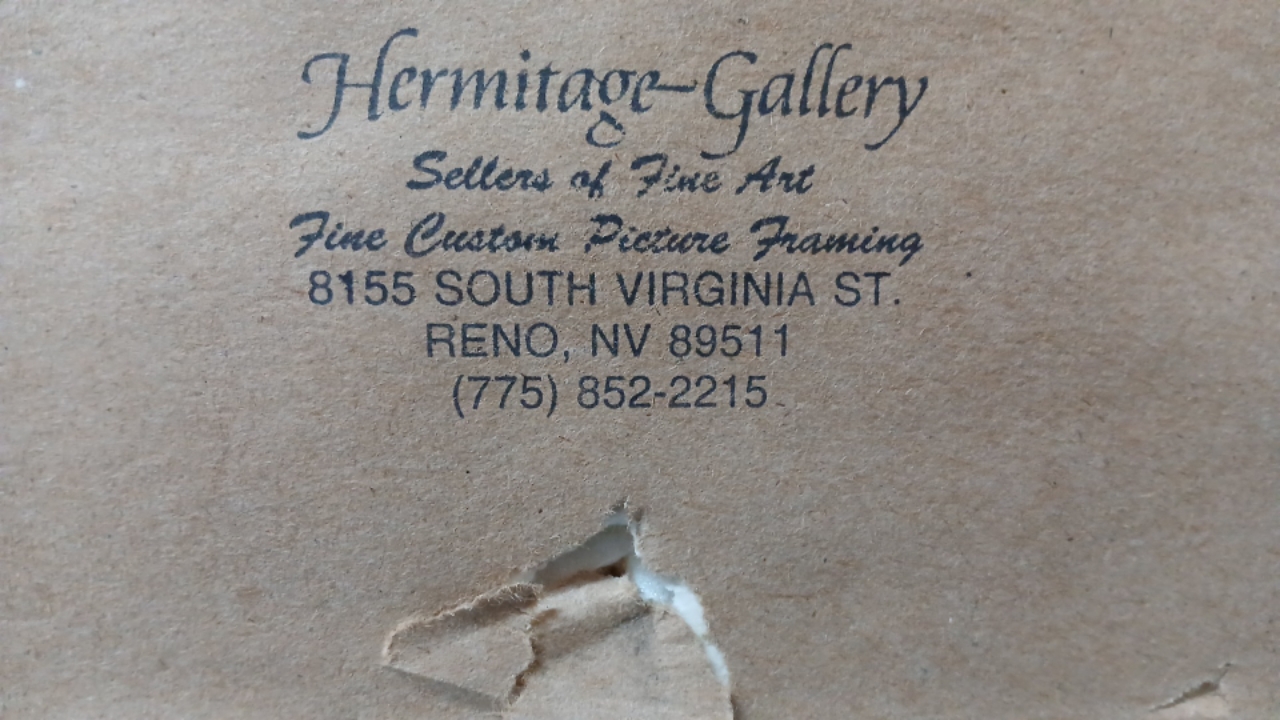 Hermitage Gallery
Sellers of Fine Art
Fine Custom Picture Framing
8155 SOUTH VIRGINIA ST.
RENO, NV 89511
(775) 852-2215